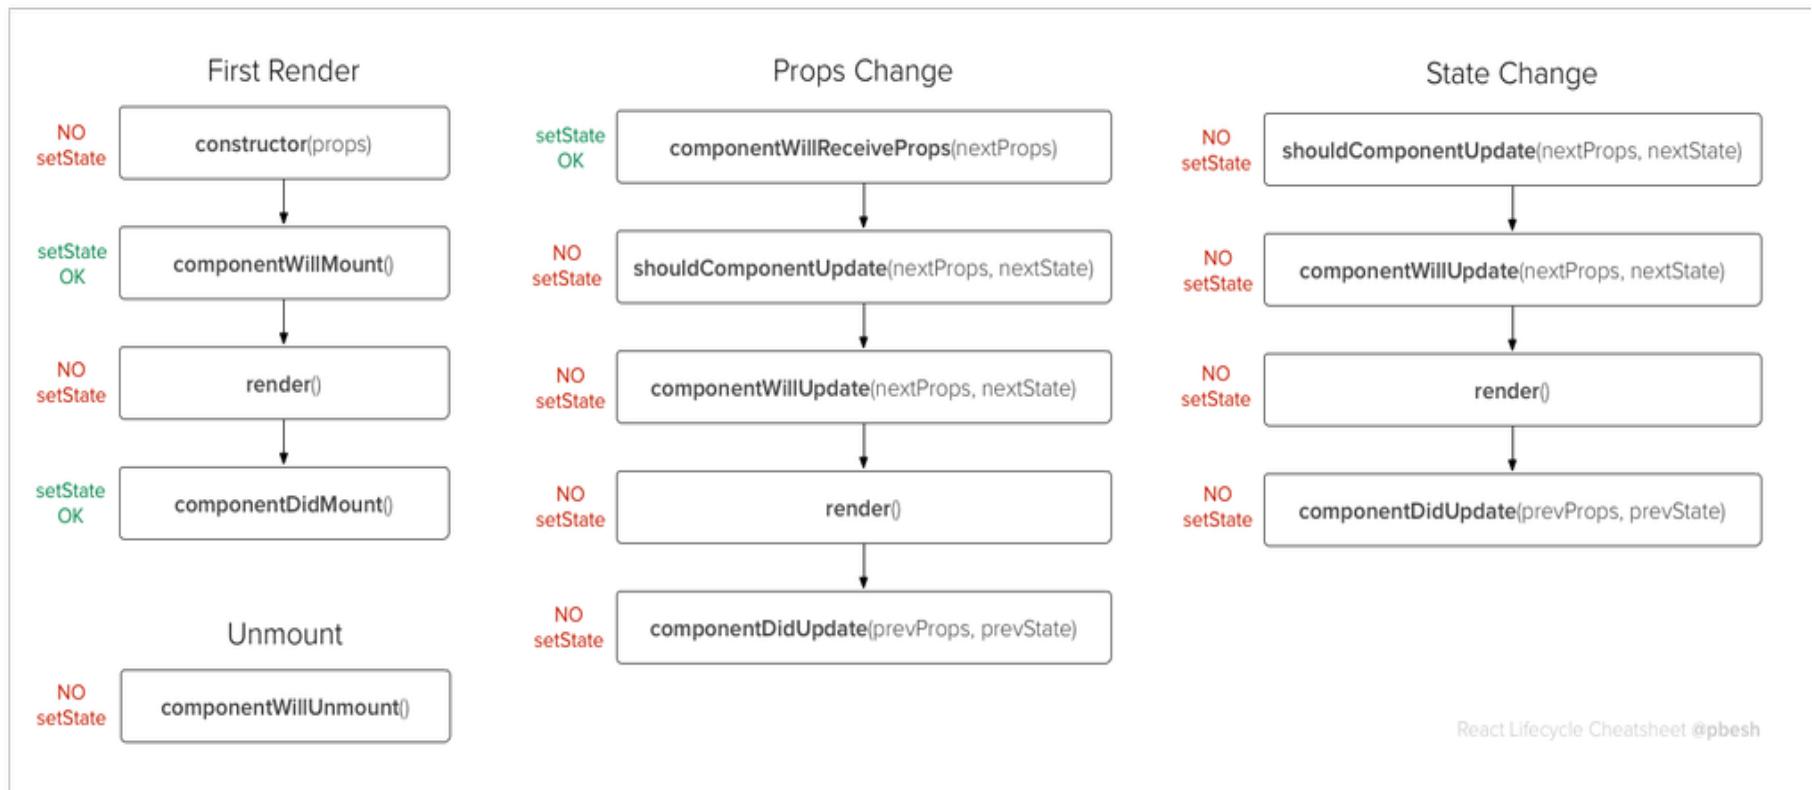 First Render
NO
setState
constructor(props)
setState
OK
componentWillMount()
NO
setState
render()
setState
OK
componentDidMount()
Unmount
NO
setState
componentWillUnmount()
Props Change
setState
OK
componentWillReceiveProps(nextProps)
NO
setState
shouldComponentUpdate(nextProps, nextState)
NO
setState
componentWillUpdate(nextProps, nextState)
NO
setState
render()
NO
setState
componentDidUpdate(prevProps, prevState)
State Change
NO
setState
shouldComponentUpdate(nextProps, nextState)
NO
setState
componentWillUpdate(nextProps, nextState)
NO
setState
render()
NO
setState
componentDidUpdate(prevProps, prevState)
React Lifecycle Cheatsheet @pbesh